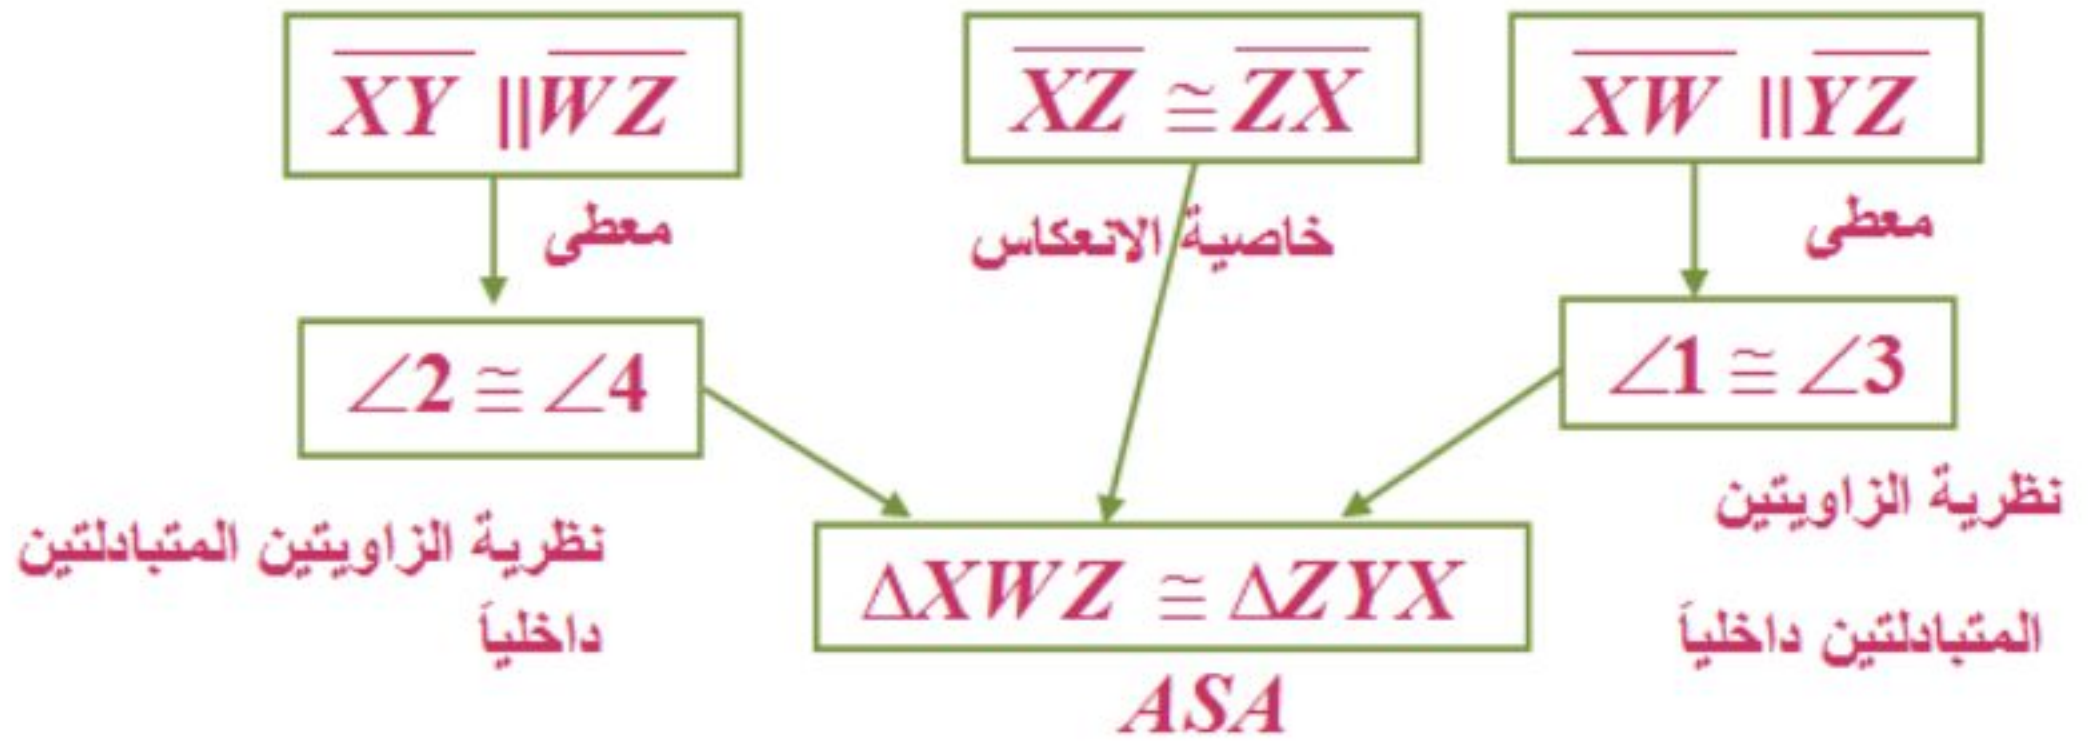 XY || WZ
XZ ≅ ZX
XW || YZ
معطى
خاصية الانعكاس
معطى
∠2 ≅ ∠4
∠1 ≅ ∠3
نظرية الزاويتين المتبادلتين
داخلياً
نظرية الزاويتين
المتبادلتين داخلياً
ΔXWZ ≅ ΔZYX
ASA